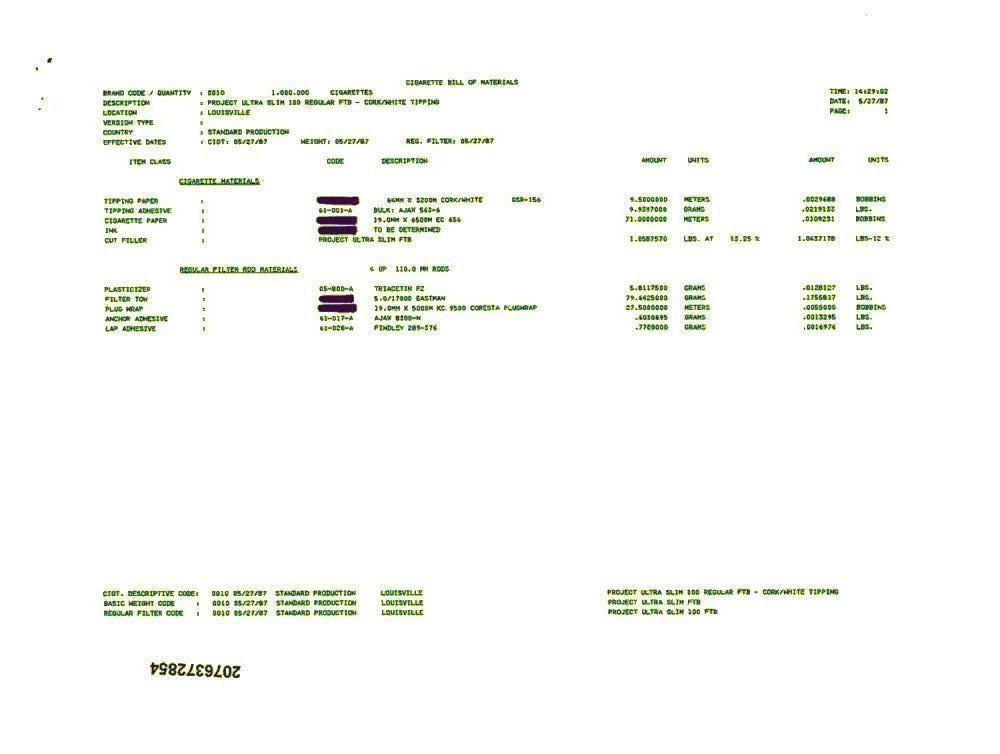 CIGARETTE BILL OF MATERIALS
BRAND CODE / QUANTITY : 0010 1.000.000 CIGARETTES TIME: 14:29:02
DESCRIPTION : PROJECT ULTRA SLIM 100 REGULAR FTB - CORK/WHITE TIPPING DATE: 5/27/87
LOCATION : LOUISVILLE PAGE: 1
VERSION TYPE :
COUNTRY : STANDARD PRODUCTION
EFFECTIVE DATES : CIGT: 05/27/87 WEIGHT: 05/27/87 REG. FILTER: 05/27/87
ITEM CLASS CODE DESCRIPTION AMOUNT UNITS AMOUNT UNITS
CIGARETTE MATERIALS
TIPPING PAPER : 64MM X 3200M CORK/WHITE OSR-156 9.5000000 METERS .0029688 BOBBINS
TIPPING ADHESIVE : 61-001-A BULK: AJAX 563-6 9.9397000 GRAMS .0219133 LBS.
CIGARETTE PAPER : 19.0MM X 6500M EC 456 71.0000000 METERS .0109231 BOBBINS
INK : TO BE DETERMINED
CUT FILLER : PROJECT ULTRA SLIM FTB 1.0587570 LBS. AT 13.25 % 1.0437178 LBS-12 %
REGULAR FILTER ROD MATERIALS 4 UP 110.0 MM RODS
PLASTICIZER : 05-800-A TRIACETIN PZ 5.8117500 GRAMS .0128127 LBS.
FILTER TOW : 5.0/17000 EASTMAN 79.6425000 GRAMS .1755817 LBS.
PLUG WRAP : 19.0MM X 5000M KC 9500 CORESTA PLUGWRAP 27.5000000 METERS .0055000 BOBBINS
ANCHOR ADHESIVE : 61-017-A AJAX 8300-N .6030695 GRAMS .0013295 LBS.
LAP ADHESIVE : 61-020-A FINDLEY 289-376 .7700000 GRAMS .0016976 LBS.
CIGT. DESCRIPTIVE CODE: 0010 05/27/87 STANDARD PRODUCTION LOUISVILLE PROJECT ULTRA SLIM 100 REGULAR FTB - CORK/WHITE TIPPING
BASIC WEIGHT CODE : 0010 05/27/87 STANDARD PRODUCTION LOUISVILLE PROJECT ULTRA SLIM FTB
REGULAR FILTER CODE : 0010 05/27/87 STANDARD PRODUCTION LOUISVILLE PROJECT ULTRA SLIM 100 FTB
2076372854